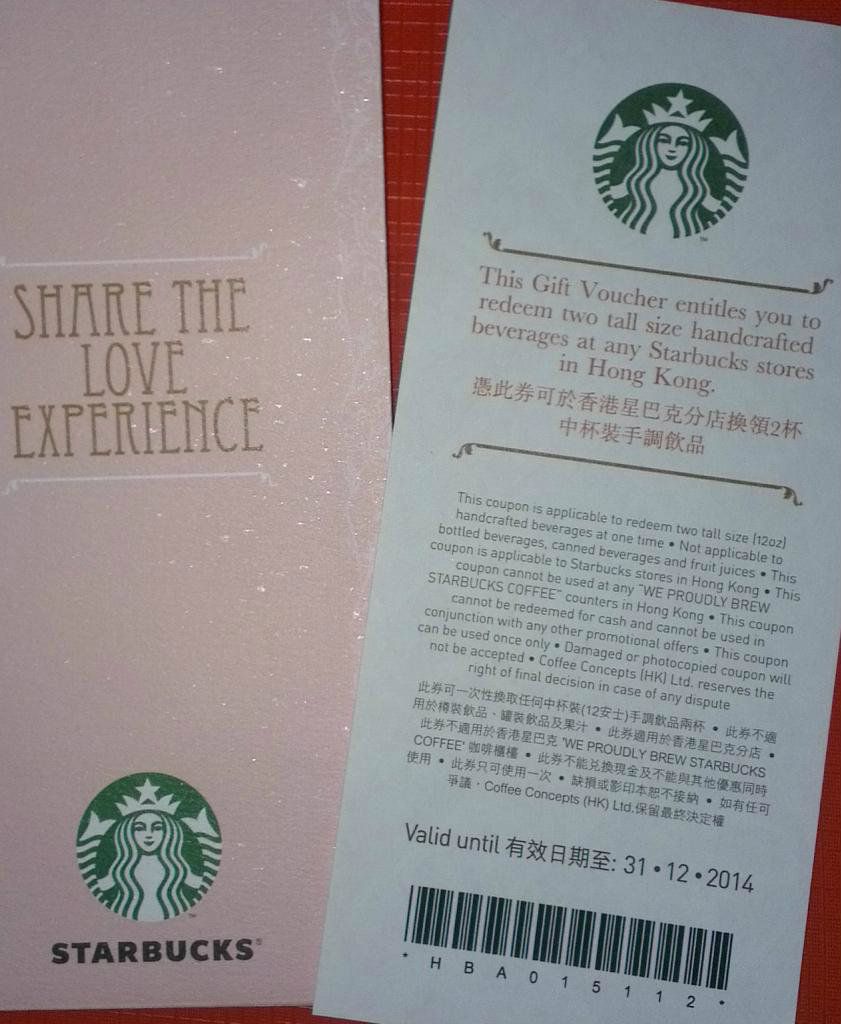 SHARE THE
LOVE
EXPERIENCE
STARBUCKS®
This Gift Voucher entitles you to
redeem two tall size handcrafted
beverages at any Starbucks stores
in Hong Kong.
憑此券可於香港星巴克分店換領2杯
中杯裝手調飲品
This coupon is applicable to redeem two tall size (12oz)
handcrafted beverages at one time • Not applicable to
bottled beverages, canned beverages and fruit juices • This
coupon is applicable to Starbucks stores in Hong Kong • This
coupon cannot be used at any "WE PROUDLY BREW
STARBUCKS COFFEE" counters in Hong Kong • This coupon
cannot be redeemed for cash and cannot be used in
conjunction with any other promotional offers • This coupon
can be used once only • Damaged or photocopied coupon will
not be accepted • Coffee Concepts (HK) Ltd. reserves the
right of final decision in case of any dispute
此券可一次性換取任何中杯裝(12安士)手調飲品兩杯 • 此券不適
用於樽裝飲品、罐裝飲品及果汁 • 此券適用於香港星巴克分店 •
此券不適用於香港星巴克 'WE PROUDLY BREW STARBUCKS
COFFEE' 咖啡櫃檯 • 此券不能兌換現金及不能與其他優惠同時
使用 • 此券只可使用一次 • 缺損或影印本恕不接納 • 如有任可
爭議，Coffee Concepts (HK) Ltd.保留最終決定權
Valid until 有效日期至: 31•12•2014
*HBA015112*